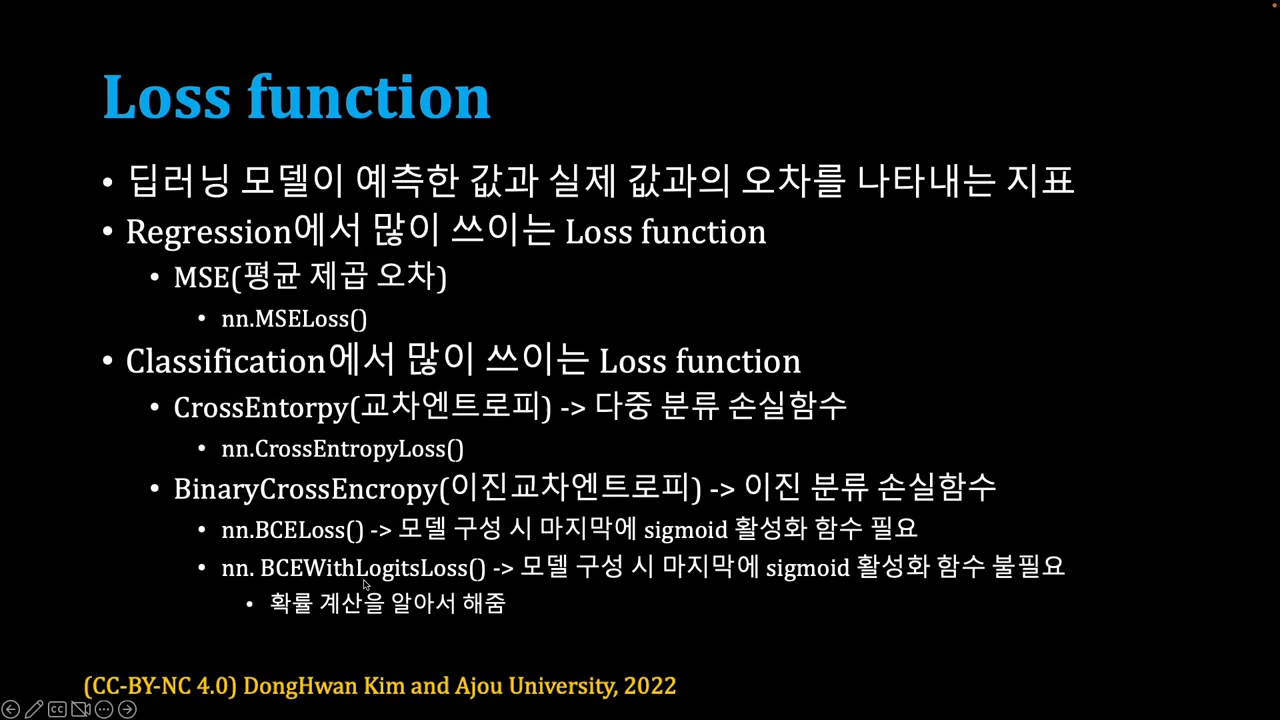 Loss function
• 딥러닝 모델이 예측한 값과 실제 값과의 오차를 나타내는 지표
• Regression에서 많이 쓰이는 Loss function
• MSE(평균 제곱 오차)
• nn.MSELoss()
• Classification에서 많이 쓰이는 Loss function
• CrossEntorpy(교차엔트로피) -> 다중 분류 손실함수
• nn.CrossEntropyLoss()
• BinaryCrossEncropy(이진교차엔트로피) -> 이진 분류 손실함수
• nn.BCELoss() -> 모델 구성 시 마지막에 sigmoid 활성화 함수 필요
• nn. BCEWithLogitsLoss() -> 모델 구성 시 마지막에 sigmoid 활성화 함수 불필요
• 확률 계산을 알아서 해줌
(CC-BY-NC 4.0) DongHwan Kim and Ajou University, 2022
CC